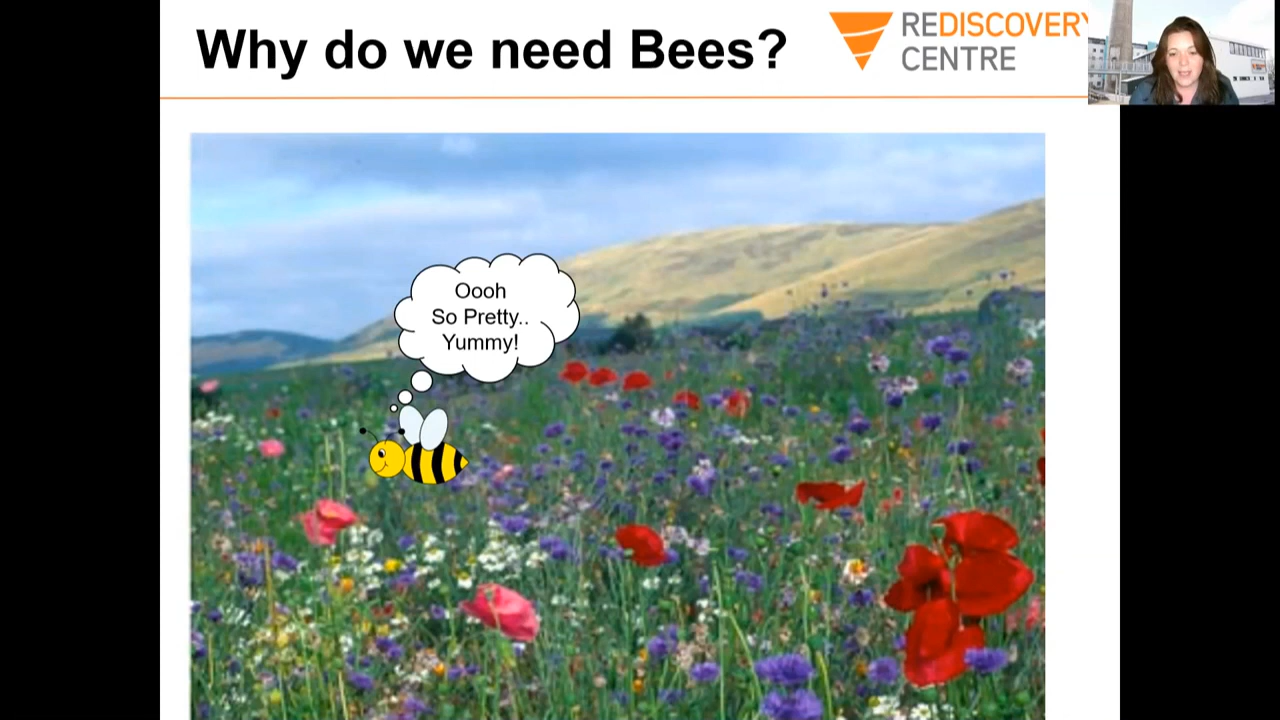 Why do we need Bees?
REDISCOVERY
CENTRE
Oooh
So Pretty..
Yummy!